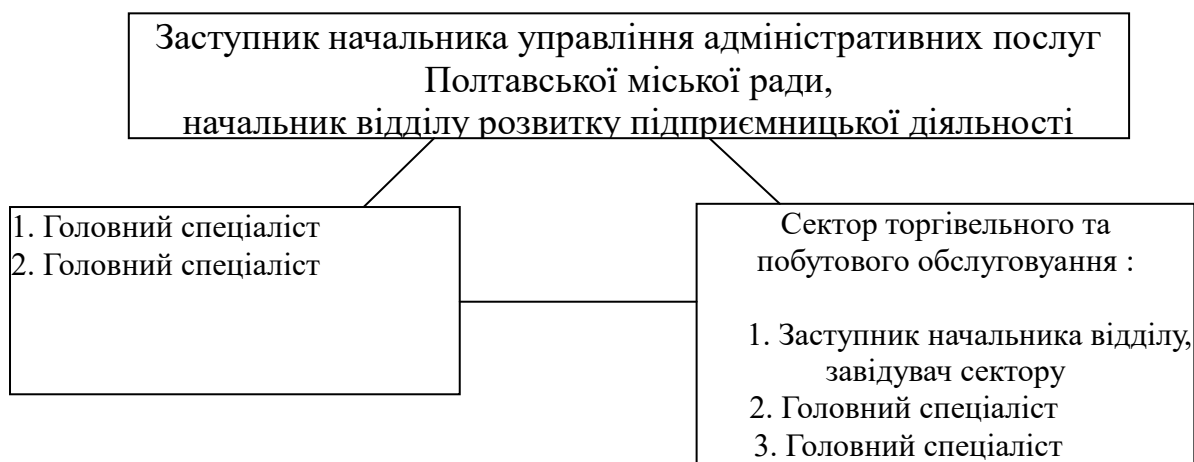 Заступник начальника управління адміністративних послуг
Полтавської міської ради,
начальник відділу розвитку підприємницької діяльності
1. Головний спеціаліст
2. Головний спеціаліст
Сектор торгівельного та
побутового обслуговуання :
1. Заступник начальника відділу,
завідувач сектору
2. Головний спеціаліст
3. Головний спеціаліст